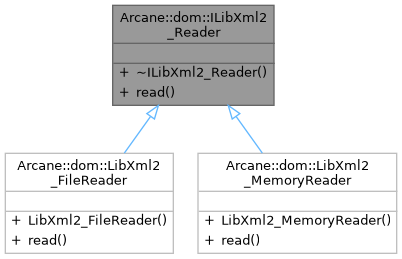 Arcane::dom::ILibXml2
_Reader
+ ~ILibXml2_Reader()
+ read()
Arcane::dom::LibXml2
_FileReader
+ LibXml2_FileReader()
+ read()
Arcane::dom::LibXml2
_MemoryReader
+ LibXml2_MemoryReader()
+ read()